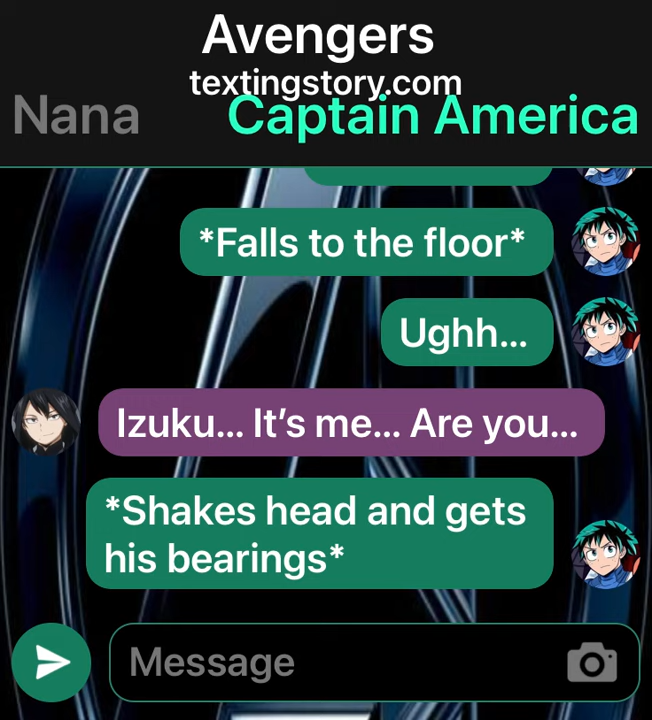 Avengers
textingstory.com
Nana
Captain America
*Falls to the floor*
Ughh...
Izuku... It’s me... Are you...
*Shakes head and gets
his bearings*
Message